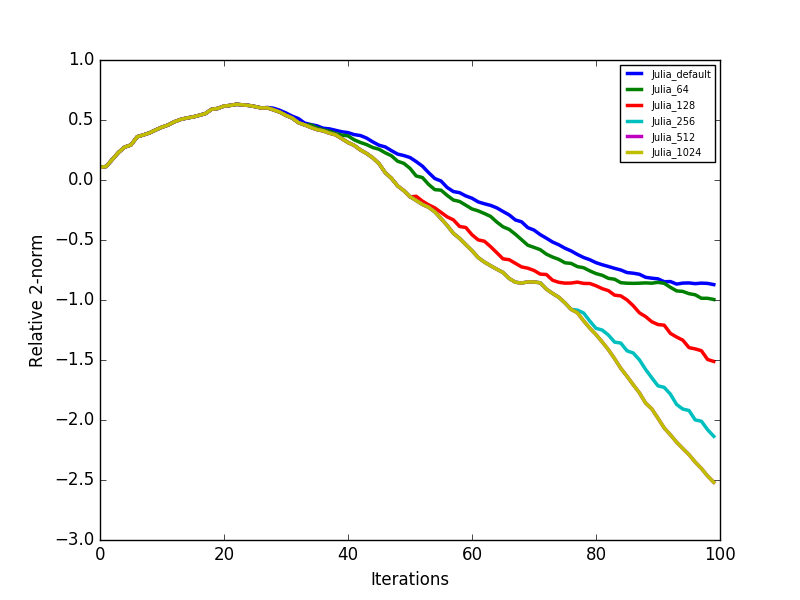 1.0
0.5
0.0
−0.5
−1.0
−1.5
−2.0
−2.5
−3.0
Relative 2-norm
Julia_default
Julia_64
Julia_128
Julia_256
Julia_512
Julia_1024
0 20 40 60 80 100
Iterations